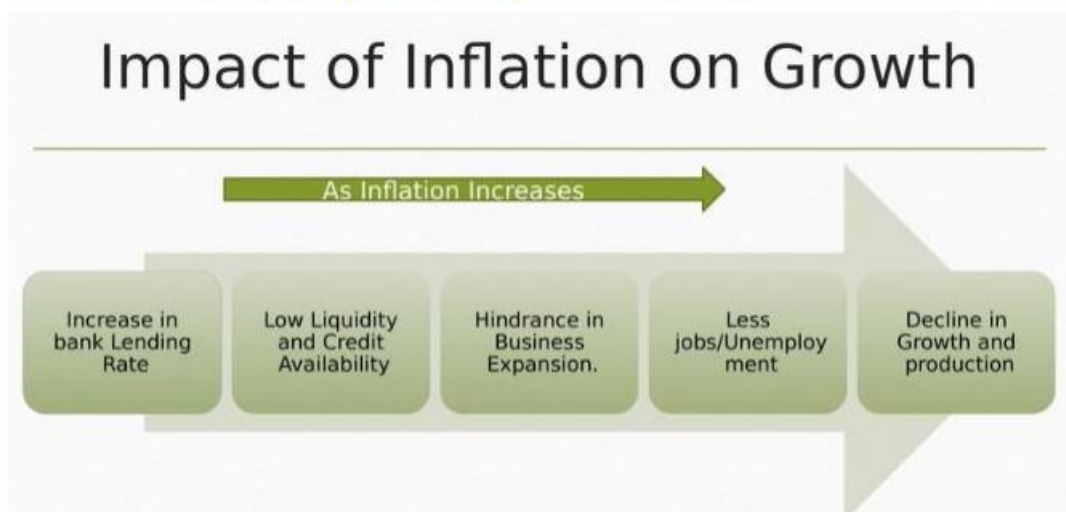 Impact of Inflation on Growth
As Inflation Increases
Increase in
bank Lending
Rate
Low Liquidity
and Credit
Availability
Hindrance in
Business
Expansion.
Less
jobs/Unemploy
ment
Decline in
Growth and
production